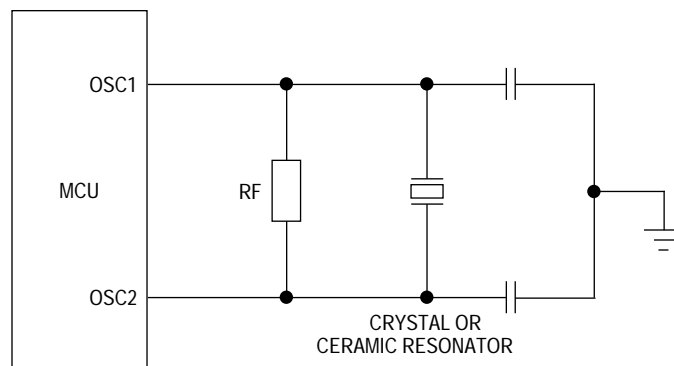 OSC1
MCU
RF
OSC2
CRYSTAL OR
CERAMIC RESONATOR